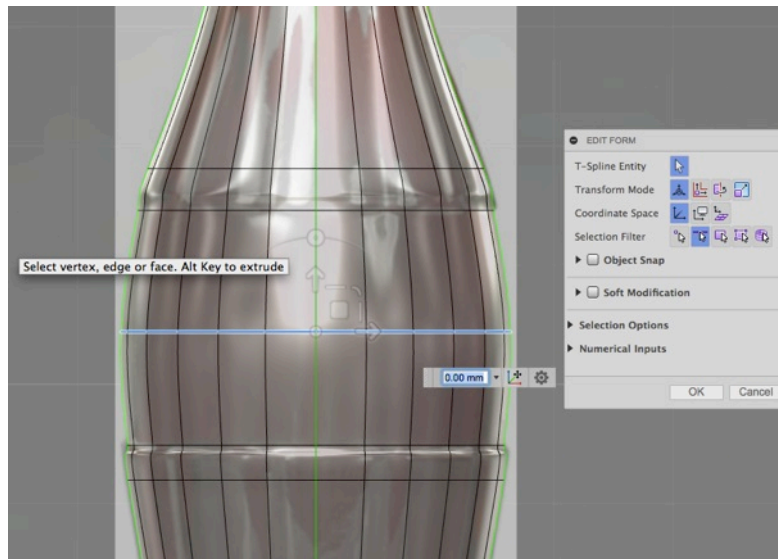 EDIT FORM
T-Spline Entity
Transform Mode
Coordinate Space
Selection Filter
Object Snap
Select vertex, edge or face. Alt Key to extrude
Soft Modification
Selection Options
Numerical Inputs
0.00 mm
OK Cancel